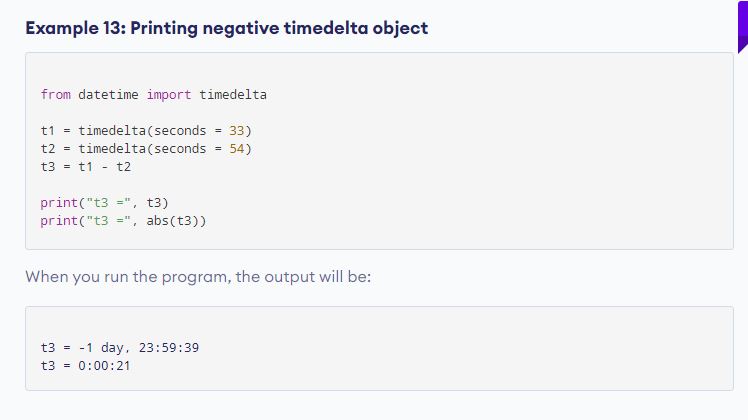 Example 13: Printing negative timedelta object
from datetime import timedelta
t1 = timedelta(seconds = 33)
t2 = timedelta(seconds = 54)
t3 = t1 - t2
print("t3 =", t3)
print("t3 =", abs(t3))
When you run the program, the output will be:
t3 = -1 day, 23:59:39
t3 = 0:00:21